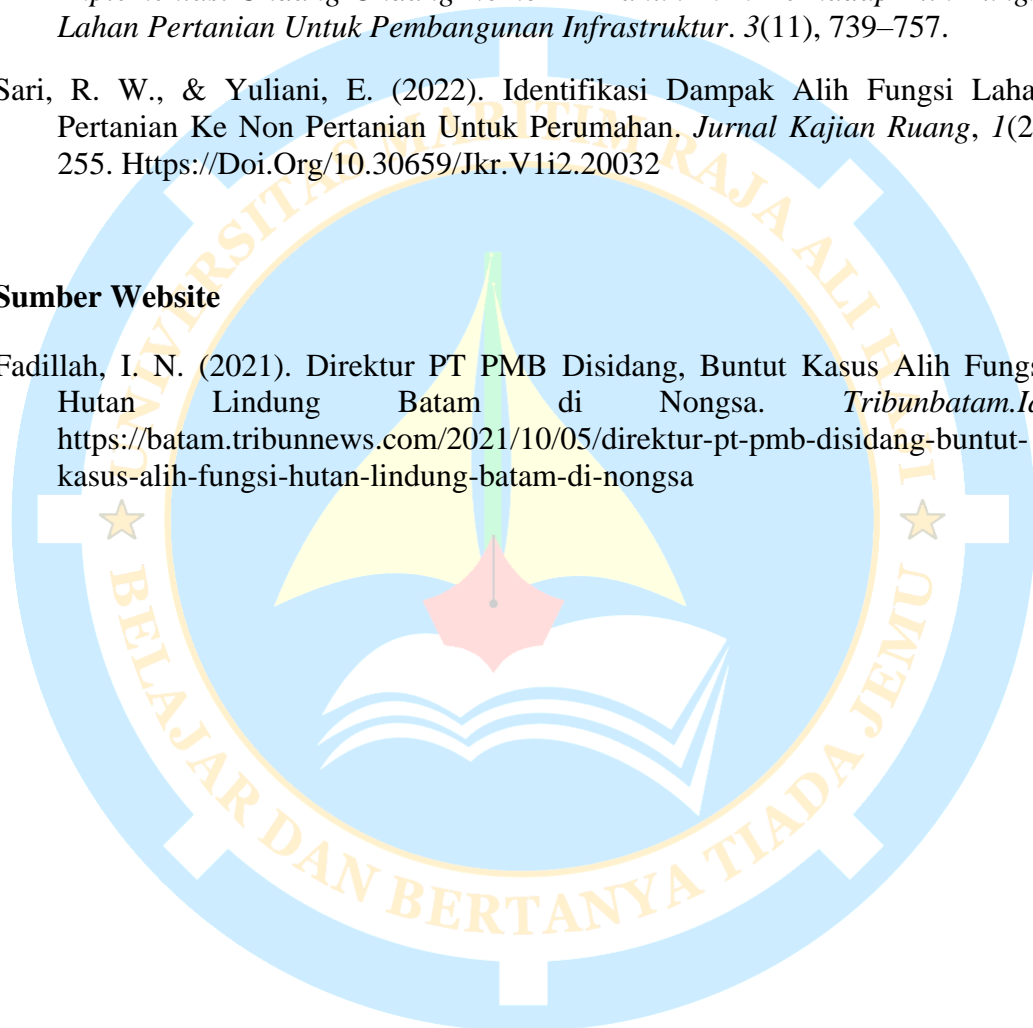 Lahan Pertanian Untuk Pembangunan Infrastruktur. 3(11), 739–757.
Sari, R. W., & Yuliani, E. (2022). Identifikasi Dampak Alih Fungsi Laha
Pertanian Ke Non Pertanian Untuk Perumahan. Jurnal Kajian Ruang, 1(2
255. Https://Doi.Org/10.30659/Jkr.V1i2.20032
Sumber Website
Fadillah, I. N. (2021). Direktur PT PMB Disidang, Buntut Kasus Alih Fungs
Hutan Lindung Batam di Nongsa. Tribunbatam.Id
https://batam.tribunnews.com/2021/10/05/direktur-pt-pmb-disidang-buntut-
kasus-alih-fungsi-hutan-lindung-batam-di-nongsa
UNIVERSITAS MARITIM RAJA ALI HAJI
BELAJAR DAN BERTANYA TIADA JEMU